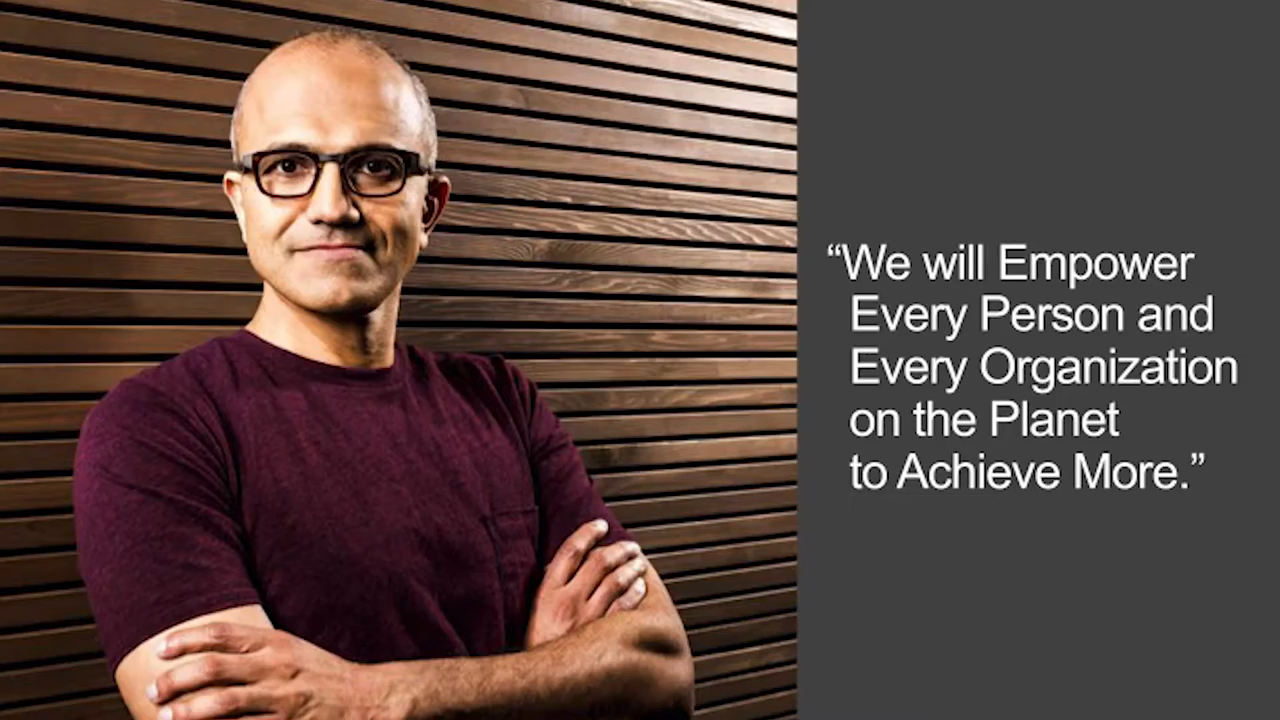 “We will Empower
Every Person and
Every Organization
on the Planet
to Achieve More.”